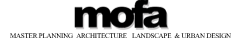 mofa
MASTER PLANNING ARCHITECTURE LANDSCAPE & URBAN DESIGN